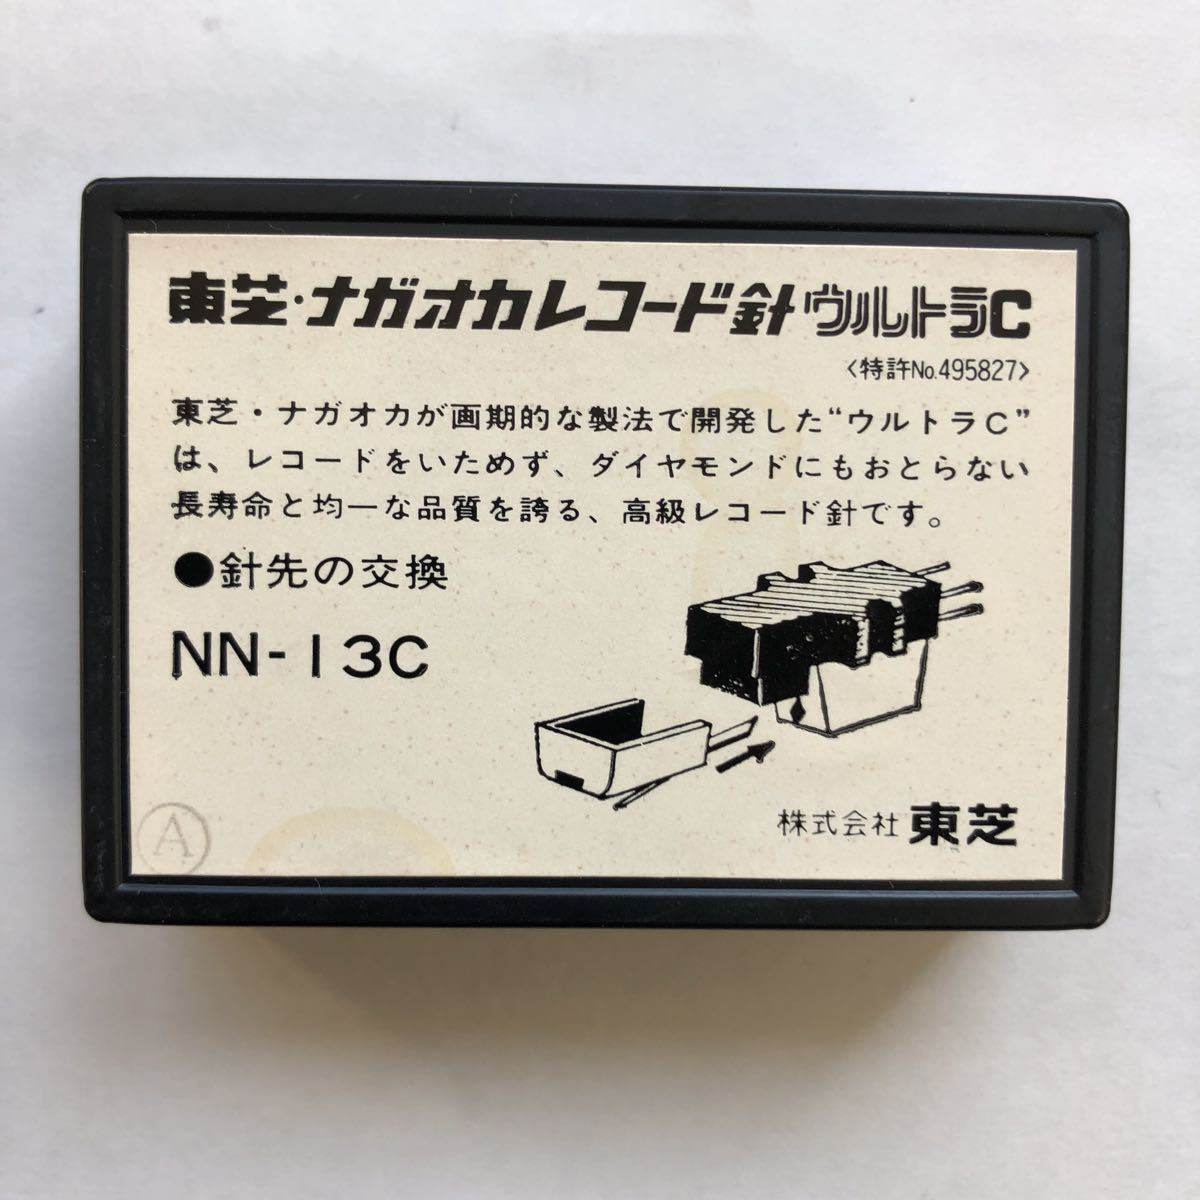 東芝・ナガオカレコード針 ウルトラC
〈特許No.495827〉
東芝・ナガオカが画期的な製法で開発した“ウルトラC”
は、レコードをいためず、ダイヤモンドにもおとらない
長寿命と均一な品質を誇る、高級レコード針です。
●針先の交換
NN-13C
株式会社 東芝
A